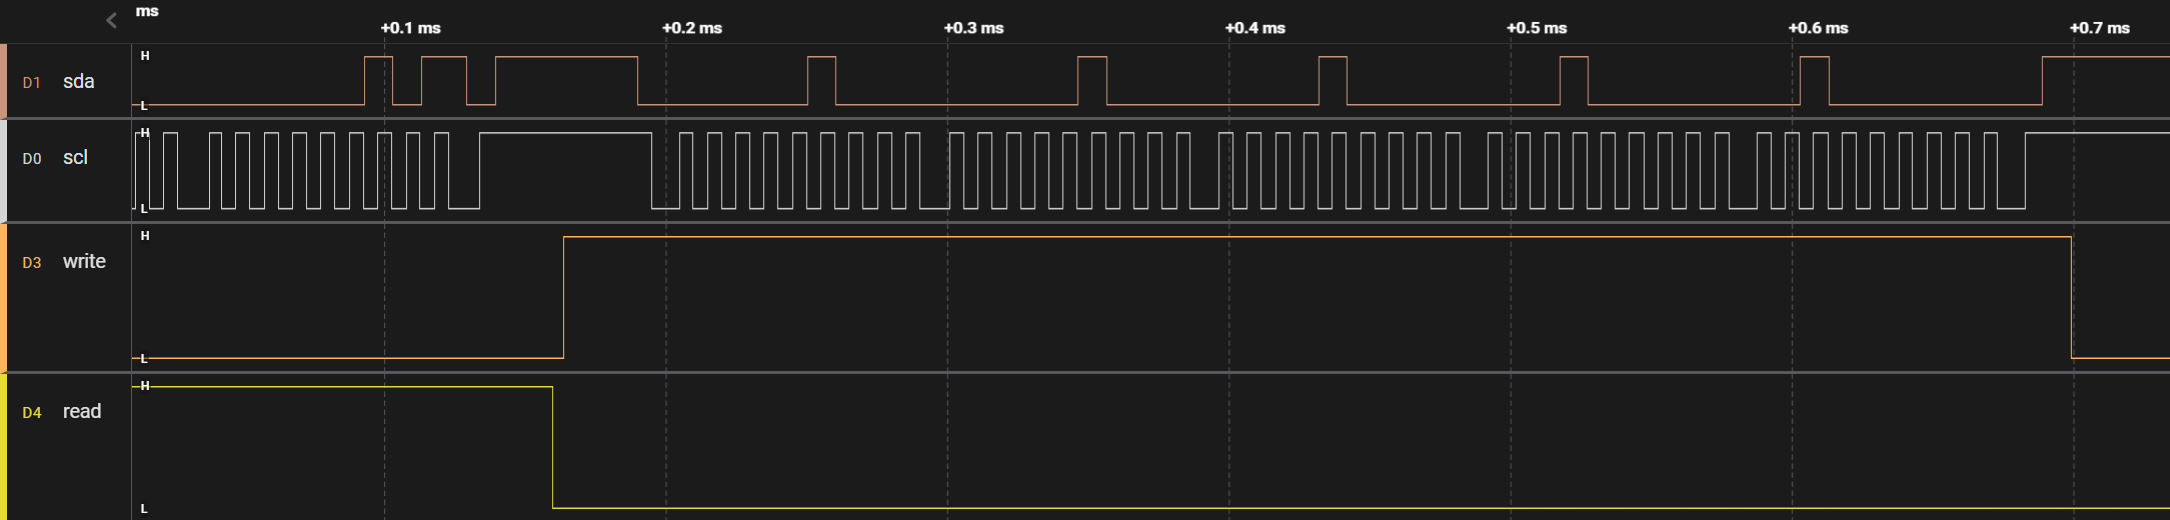 ms
+0.1 ms +0.2 ms +0.3 ms +0.4 ms +0.5 ms +0.6 ms +0.7 ms
H
D1 sda
L
H
D0 scl
L
H
D3 write
L
H
D4 read
L